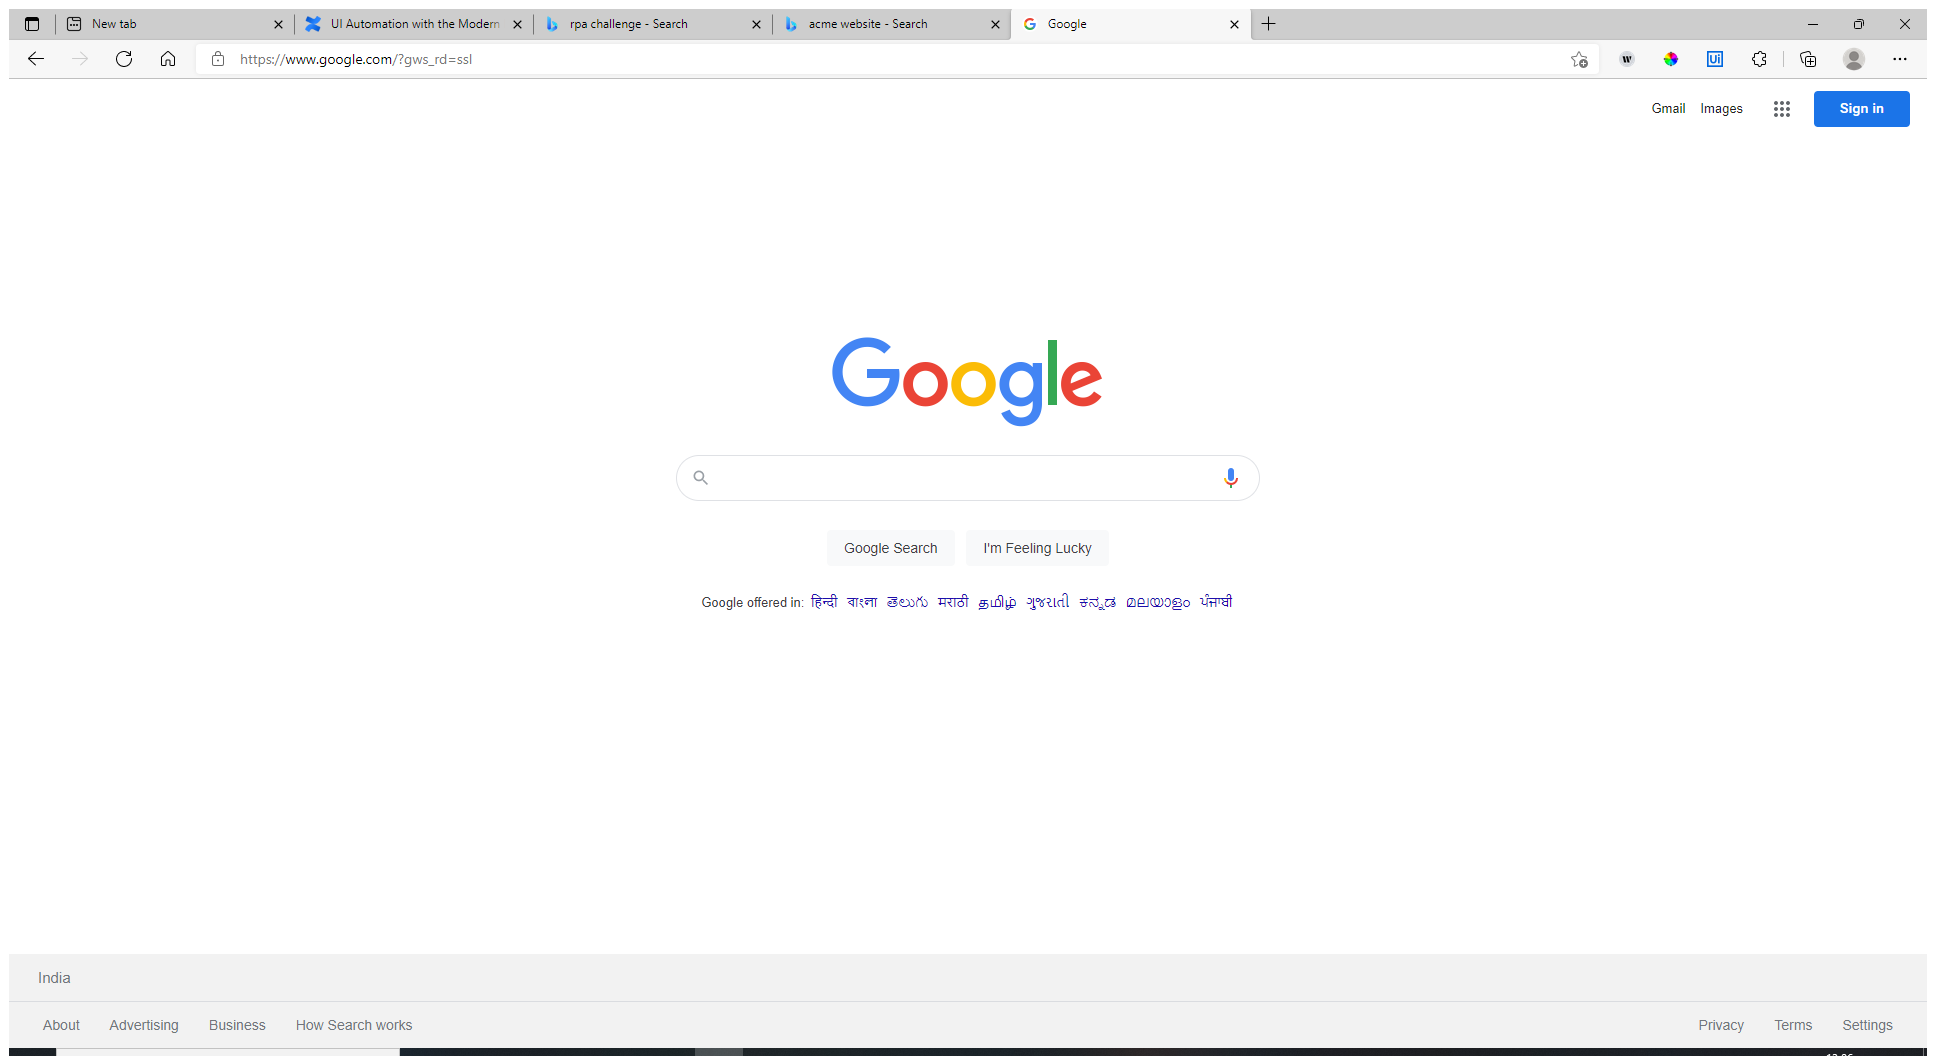 New tab
UI Automation with the Modern
rpa challenge - Search
acme website - Search
Google
https://www.google.com/?gws_rd=ssl
Gmail Images Sign in
Google
Google Search I'm Feeling Lucky
Google offered in: हिन्दी বাংলা తెలుగు मराठी தமிழ் ગુજરાતી ಕನ್ನಡ മലയാളം ਪੰਜਾਬੀ
India
About Advertising Business How Search works Privacy Terms Settings